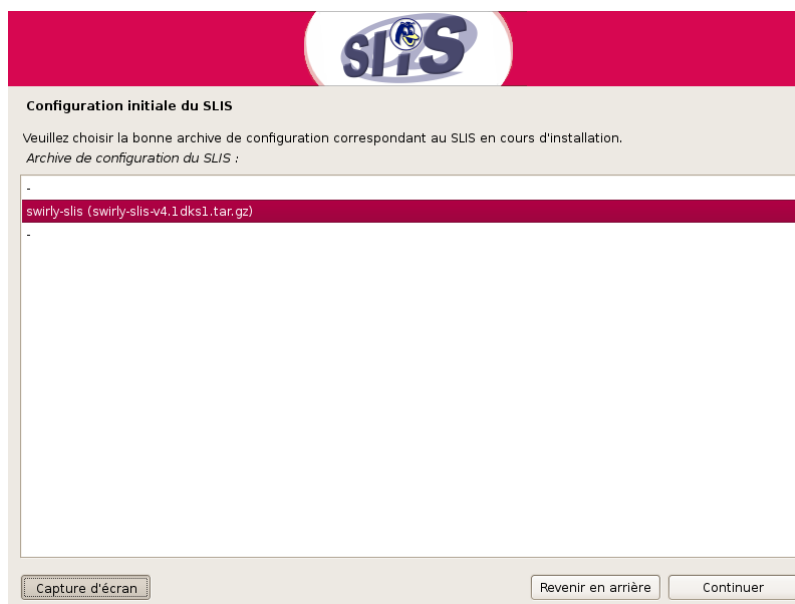 SLIS
Configuration initiale du SLIS
Veuillez choisir la bonne archive de configuration correspondant au SLIS en cours d'installation.
Archive de configuration du SLIS :
-
swirly-slis (swirly-slis-v4.1dks1.tar.gz)
-
Capture d'écran
Revenir en arrière
Continuer